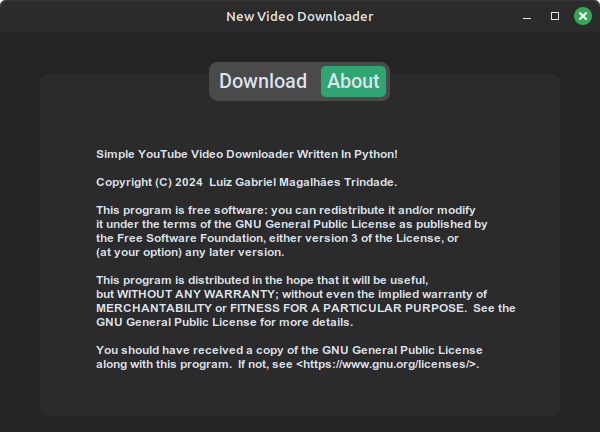 New Video Downloader
Download About
Simple YouTube Video Downloader Written In Python!
Copyright (C) 2024  Luiz Gabriel Magalhães Trindade.
This program is free software: you can redistribute it and/or modify
it under the terms of the GNU General Public License as published by
the Free Software Foundation, either version 3 of the License, or
(at your option) any later version.
This program is distributed in the hope that it will be useful,
but WITHOUT ANY WARRANTY; without even the implied warranty of
MERCHANTABILITY or FITNESS FOR A PARTICULAR PURPOSE.  See the
GNU General Public License for more details.
You should have received a copy of the GNU General Public License
along with this program.  If not, see <https://www.gnu.org/licenses/>.